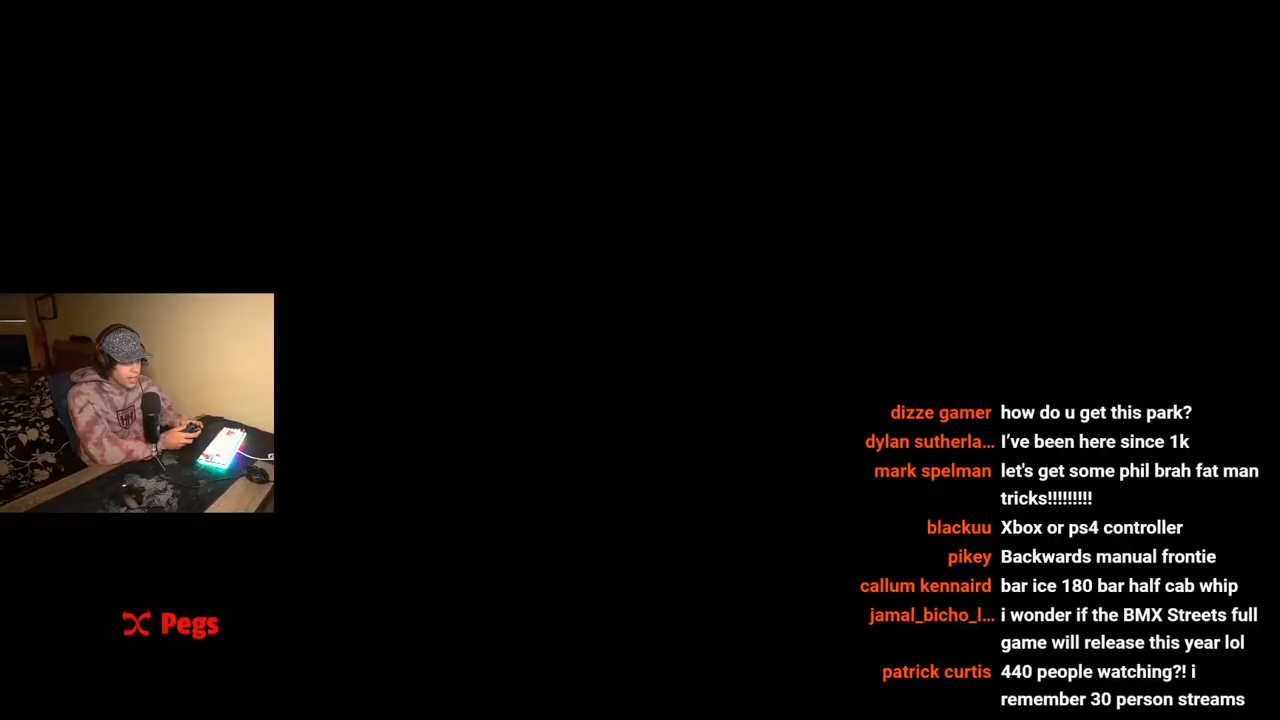 dizze gamer how do u get this park?
dylan sutherla… I’ve been here since 1k
mark spelman let's get some phil brah fat man
tricks!!!!!!!!!
blackuu Xbox or ps4 controller
pikey Backwards manual frontie
callum kennaird bar ice 180 bar half cab whip
jamal_bicho_l… i wonder if the BMX Streets full
game will release this year lol
Pegs
patrick curtis 440 people watching?! i
remember 30 person streams